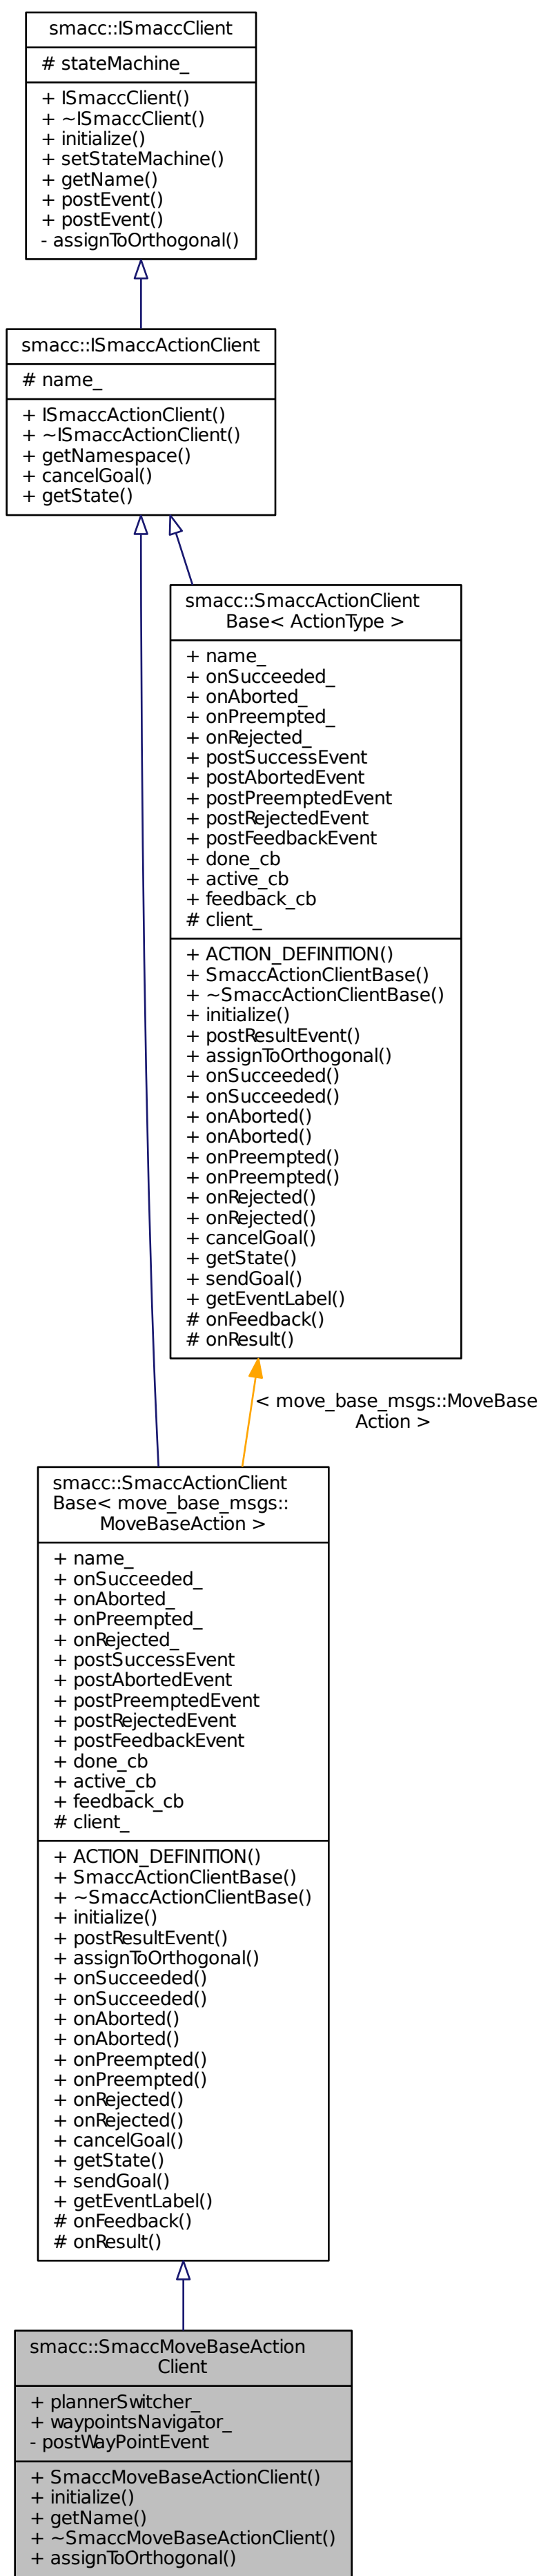 smacc::ISmaccClient
# stateMachine_
+ ISmaccClient()
+ ~ISmaccClient()
+ initialize()
+ setStateMachine()
+ getName()
+ postEvent()
+ postEvent()
- assignToOrthogonal()
smacc::ISmaccActionClient
# name_
+ ISmaccActionClient()
+ ~ISmaccActionClient()
+ getNamespace()
+ cancelGoal()
+ getState()
smacc::SmaccActionClient
Base< ActionType >
+ name_
+ onSucceeded_
+ onAborted_
+ onPreempted_
+ onRejected_
+ postSuccessEvent
+ postAbortedEvent
+ postPreemptedEvent
+ postRejectedEvent
+ postFeedbackEvent
+ done_cb
+ active_cb
+ feedback_cb
# client_
+ ACTION_DEFINITION()
+ SmaccActionClientBase()
+ ~SmaccActionClientBase()
+ initialize()
+ postResultEvent()
+ assignToOrthogonal()
+ onSucceeded()
+ onSucceeded()
+ onAborted()
+ onAborted()
+ onPreempted()
+ onPreempted()
+ onRejected()
+ onRejected()
+ cancelGoal()
+ getState()
+ sendGoal()
+ getEventLabel()
# onFeedback()
# onResult()
< move_base_msgs::MoveBase
Action >
smacc::SmaccActionClient
Base< move_base_msgs::
MoveBaseAction >
+ name_
+ onSucceeded_
+ onAborted_
+ onPreempted_
+ onRejected_
+ postSuccessEvent
+ postAbortedEvent
+ postPreemptedEvent
+ postRejectedEvent
+ postFeedbackEvent
+ done_cb
+ active_cb
+ feedback_cb
# client_
+ ACTION_DEFINITION()
+ SmaccActionClientBase()
+ ~SmaccActionClientBase()
+ initialize()
+ postResultEvent()
+ assignToOrthogonal()
+ onSucceeded()
+ onSucceeded()
+ onAborted()
+ onAborted()
+ onPreempted()
+ onPreempted()
+ onRejected()
+ onRejected()
+ cancelGoal()
+ getState()
+ sendGoal()
+ getEventLabel()
# onFeedback()
# onResult()
smacc::SmaccMoveBaseAction
Client
+ plannerSwitcher_
+ waypointsNavigator_
- postWayPointEvent
+ SmaccMoveBaseActionClient()
+ initialize()
+ getName()
+ ~SmaccMoveBaseActionClient()
+ assignToOrthogonal()